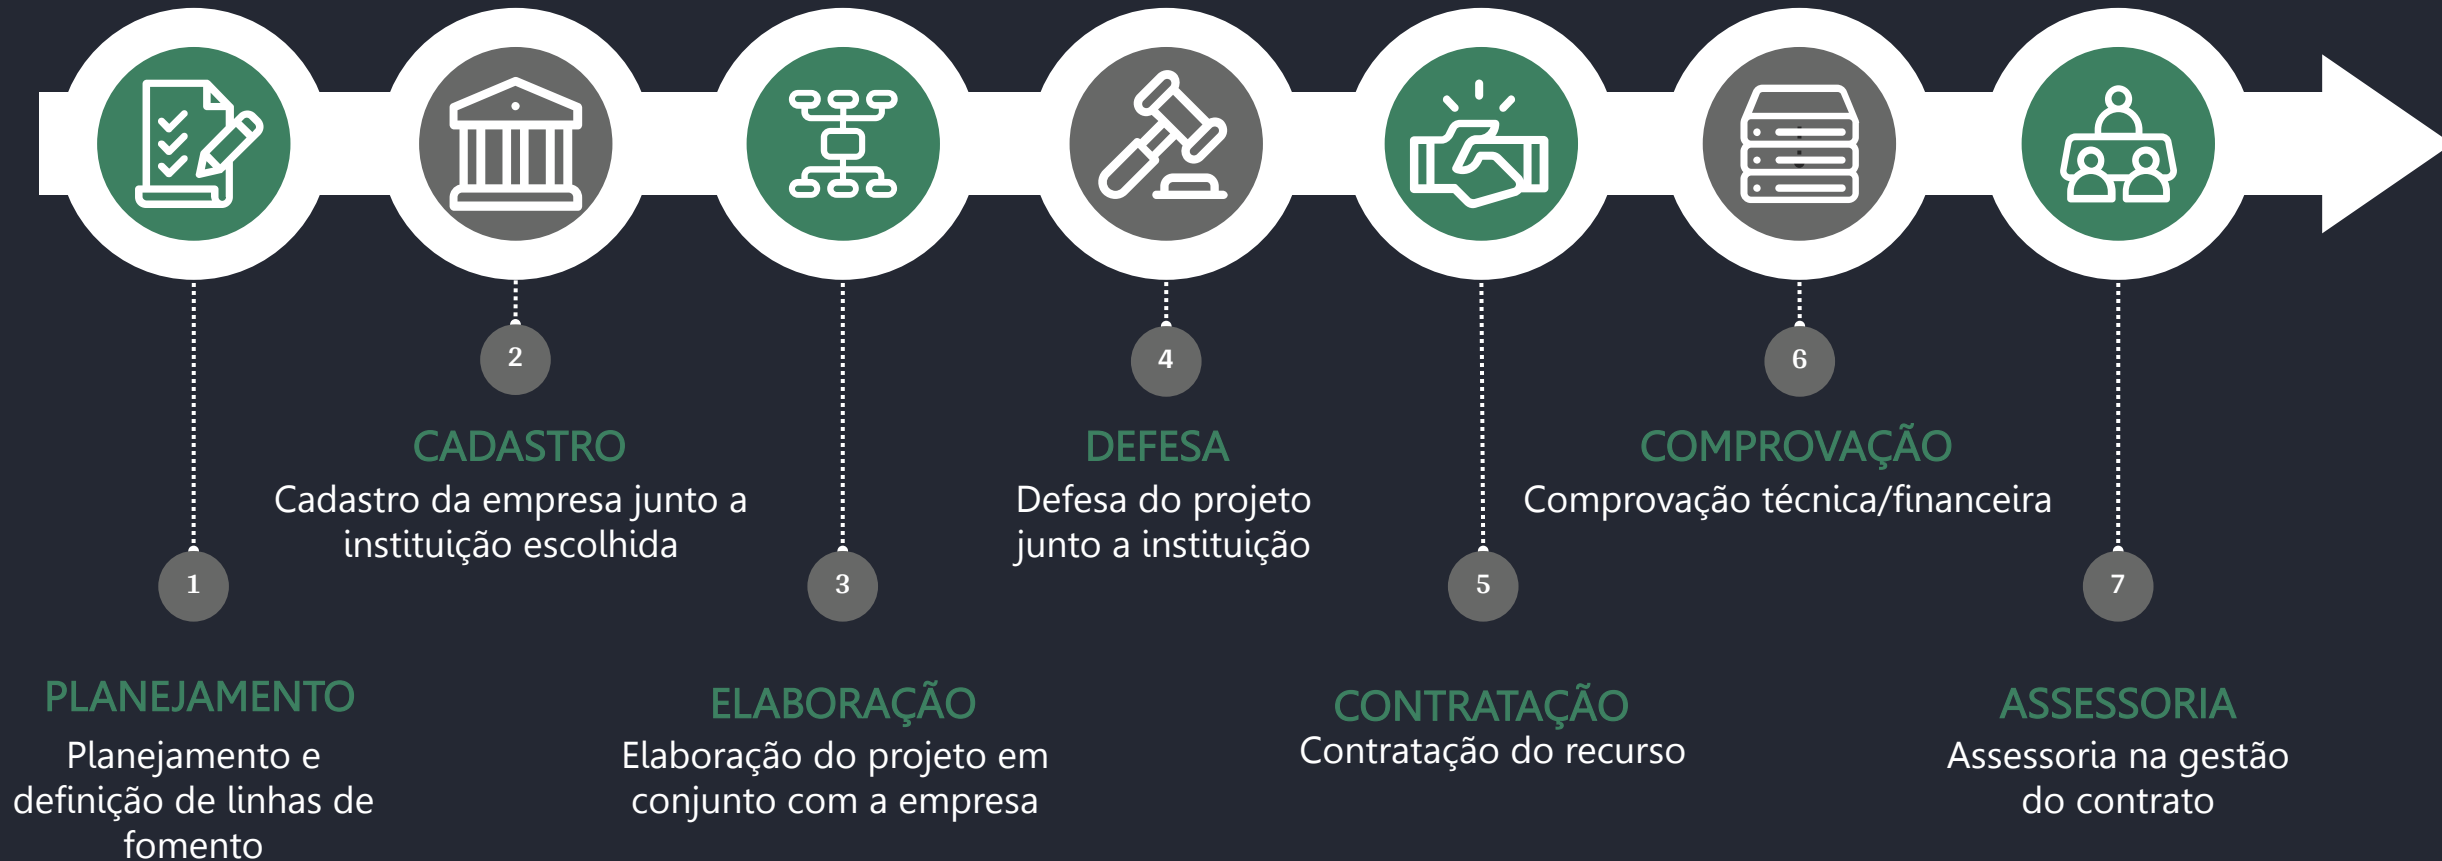 1
PLANEJAMENTO
Planejamento e
definição de linhas de
fomento
2
CADASTRO
Cadastro da empresa junto a
instituição escolhida
3
ELABORAÇÃO
Elaboração do projeto em
conjunto com a empresa
4
DEFESA
Defesa do projeto
junto a instituição
5
CONTRATAÇÃO
Contratação do recurso
6
COMPROVAÇÃO
Comprovação técnica/financeira
7
ASSESSORIA
Assessoria na gestão
do contrato